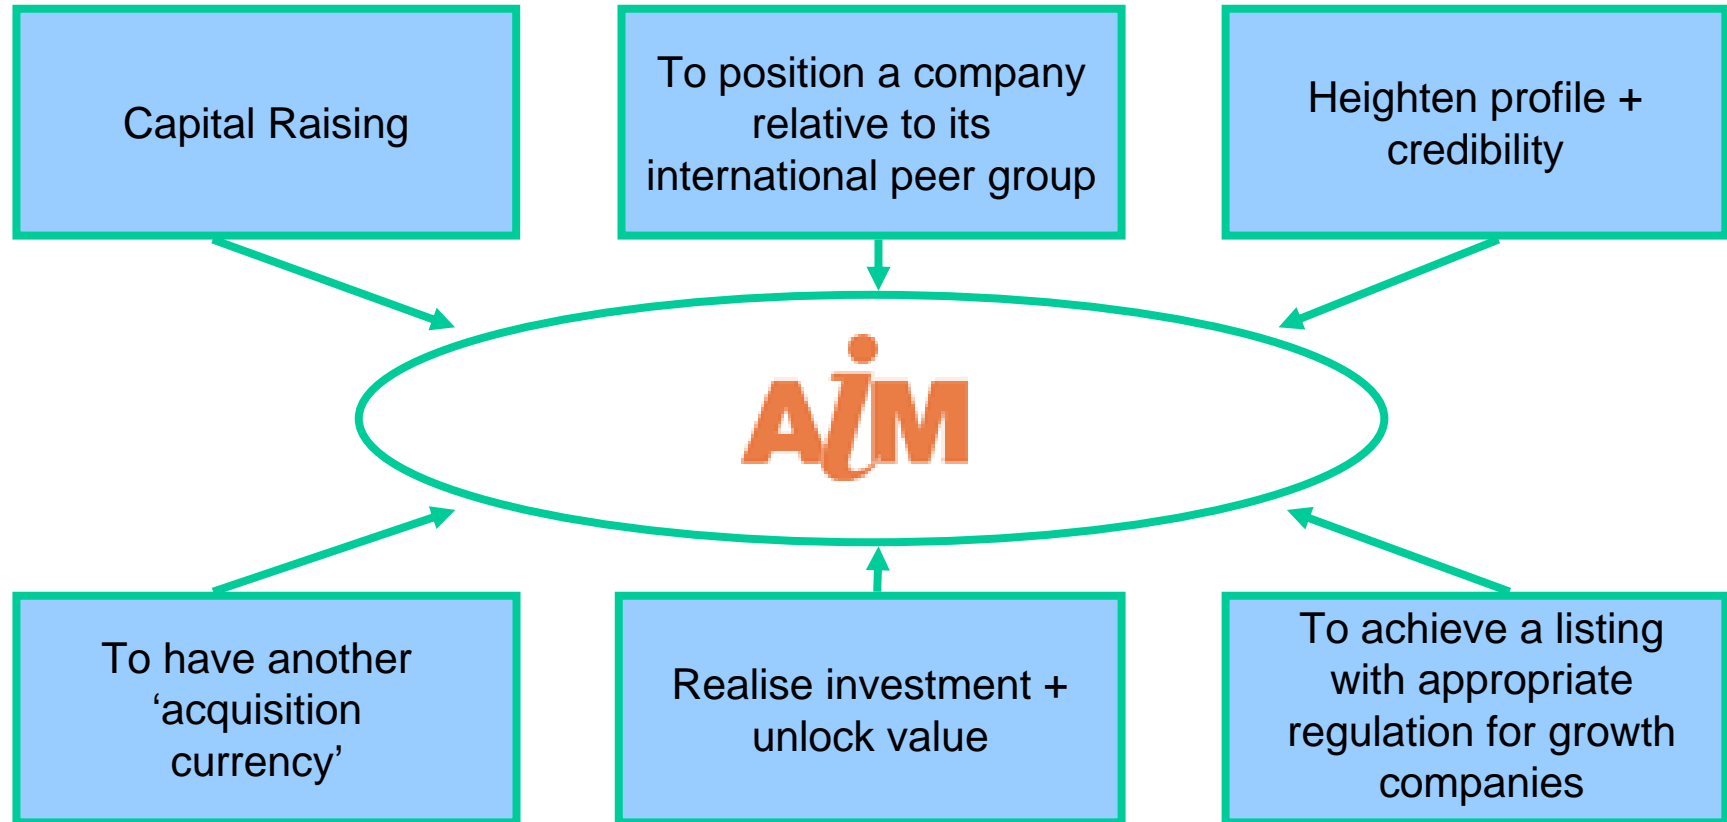 Capital Raising
To position a company
relative to its
international peer group
Heighten profile +
credibility
AiM
To have another
‘acquisition
currency’
Realise investment +
unlock value
To achieve a listing
with appropriate
regulation for growth
companies